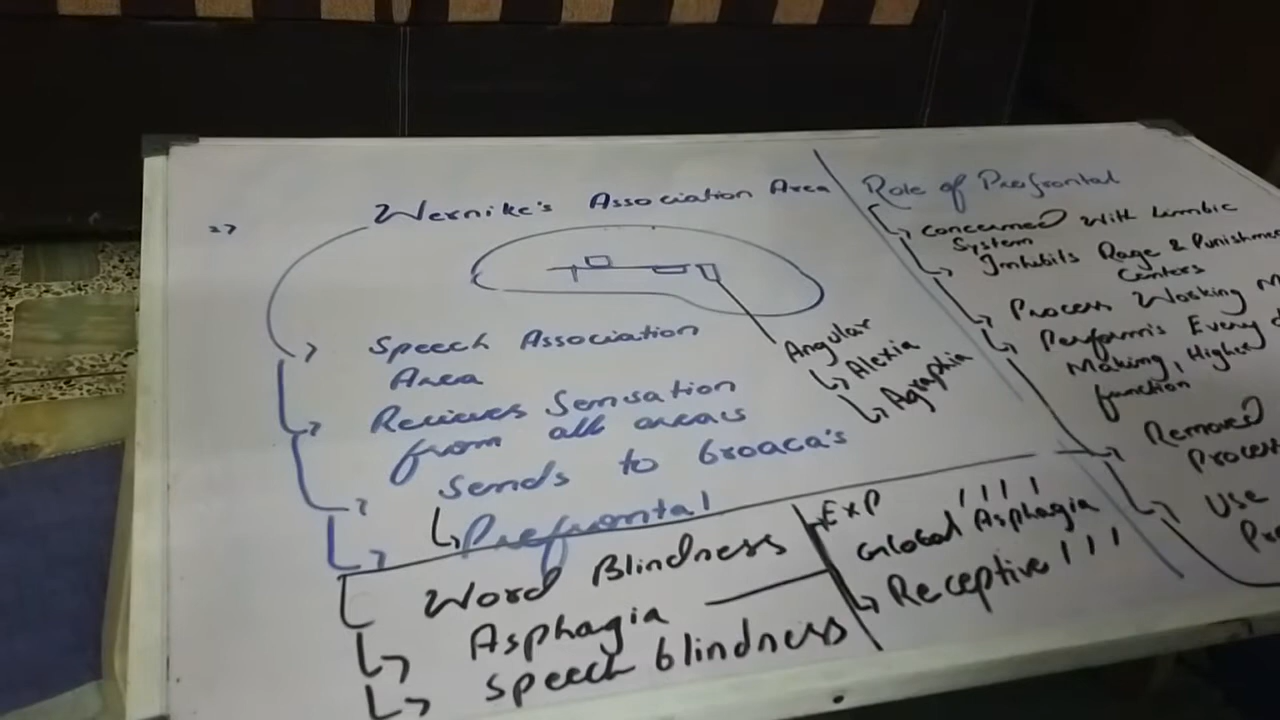 Wernike's Association Area
Speech Association
Area
Recieves Sensation
from all areas
Sends to Broaca's
Prefrontal
Angular
Alexia
Agraphia
Word Blindness
Asphagia
Speech blindness
Exp
Global Asphagia
Receptive
Role of Prefrontal
Concerned with Limbic
System
Inhibits Rage & Punishme
Centers
Process Working M
Performs Every d
Making, Higher
function
Removed
Process
Use